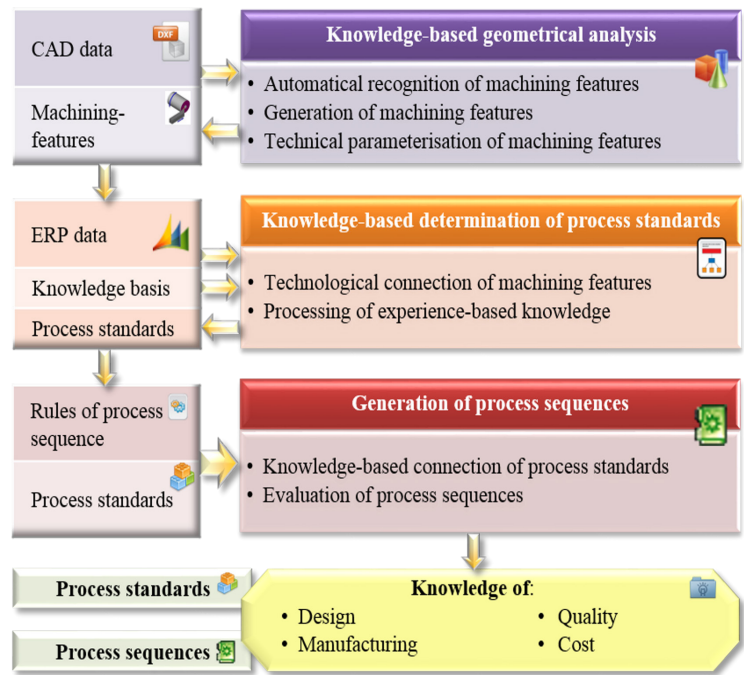 CAD data
DXF
Machining-
features
Knowledge-based geometrical analysis
• Automatical recognition of machining features
• Generation of machining features
• Technical parameterisation of machining features
ERP data
Knowledge basis
Process standards
Knowledge-based determination of process standards
• Technological connection of machining features
• Processing of experience-based knowledge
Rules of process
sequence
Process standards
Generation of process sequences
• Knowledge-based connection of process standards
• Evaluation of process sequences
Process standards
Process sequences
Knowledge of:
• Design
• Manufacturing
• Quality
• Cost